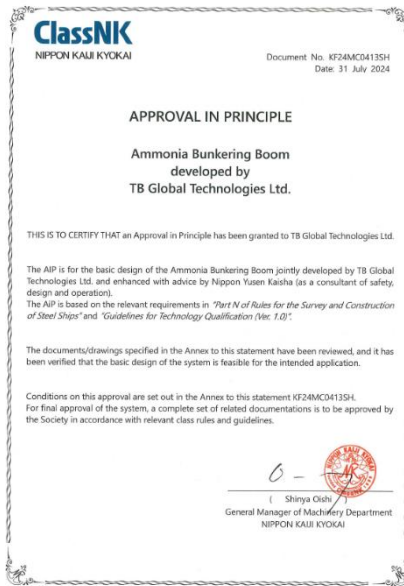 ClassNK
NIPPON KAIJI KYOKAI
Document No. KF24MC0413SH
Date: 31 July 2024
APPROVAL IN PRINCIPLE
Ammonia Bunkering Boom
developed by
TB Global Technologies Ltd.
THIS IS TO CERTIFY THAT an Approval in Principle has been granted to TB Global Technologies Ltd.
The AIP is for the basic design of the Ammonia Bunkering Boom jointly developed by TB Global
Technologies Ltd. and enhanced with advice by Nippon Yusen Kaisha (as a consultant of safety,
design and operation).
The AiP is based on the relevant requirements in "Part N of Rules for the Survey and Construction
of Steel Ships" and "Guidelines for Technology Qualification (Ver. 1.0)".
The documents/drawings specified in the Annex to this statement have been reviewed, and it has
been verified that the basic design of the system is feasible for the intended application.
Conditions on this approval are set out in the Annex to this statement KF24MC0413SH.
For final approval of the system, a complete set of related documentations is to be approved by
the Society in accordance with relevant class rules and guidelines.
( Shinya Oishi )
General Manager of Machinery Department
NIPPON KAIJI KYOKAI